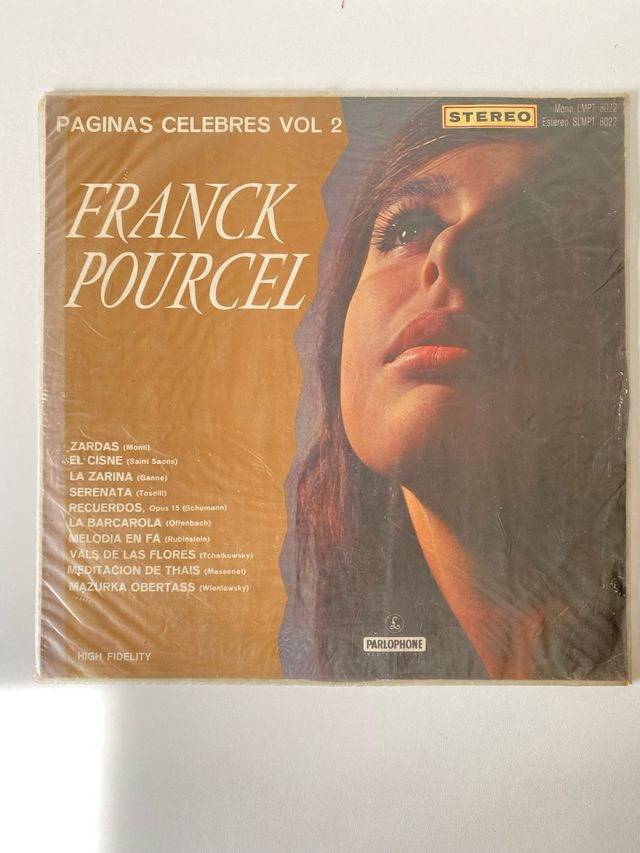 PAGINAS CELEBRES VOL 2
STEREO
Mono LMPT 8022
Estereo SLMPT 8022
FRANCK
POURCEL
ZARDAS (Monti)
EL CISNE (Saint Saens)
LA ZARINA (Ganne)
SERENATA (Toselli)
RECUERDOS, Opus 15 (Schumann)
LA BARCAROLA (Offenbach)
MELODIA EN FA (Rubinstein)
VALS DE LAS FLORES (Tchaikowsky)
MEDITACION DE THAIS (Massenet)
MAZURKA OBERTASS (Wieniawsky)
£
PARLOPHONE
HIGH FIDELITY